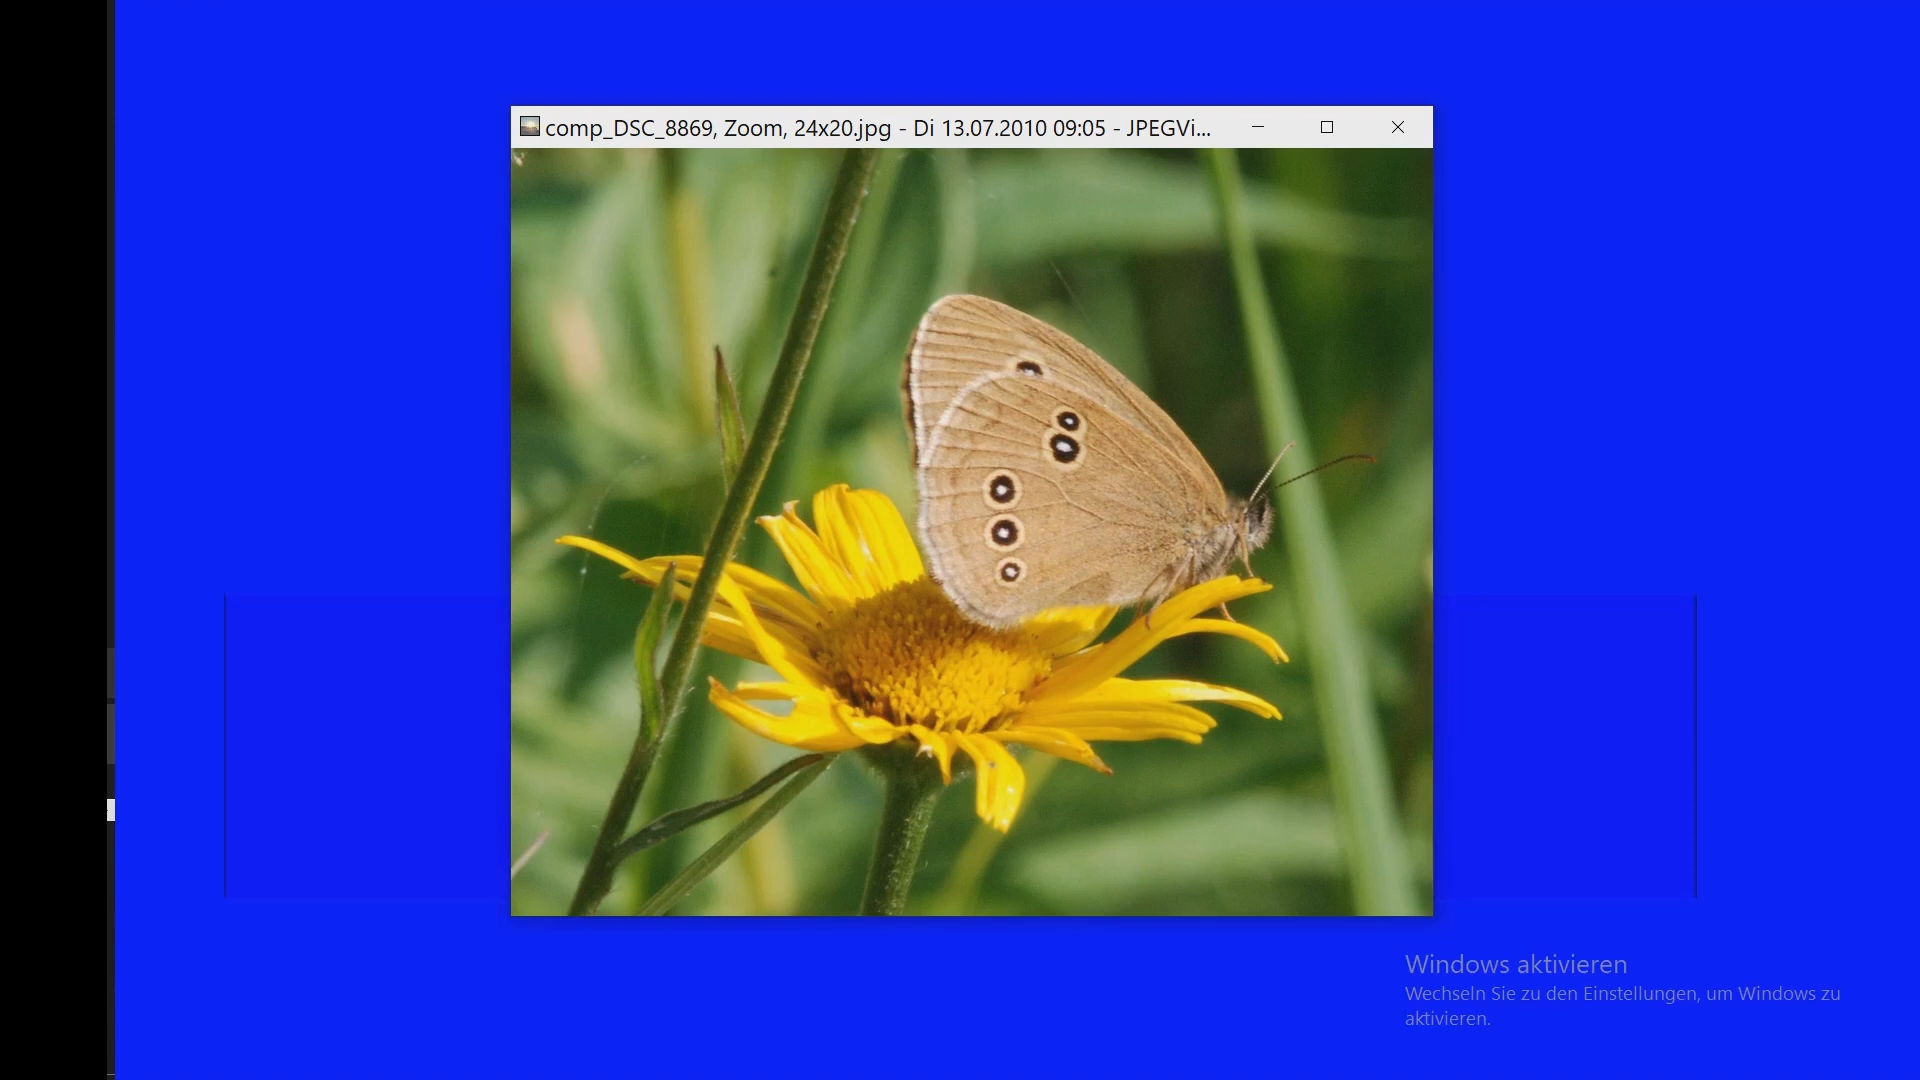 comp_DSC_8869, Zoom, 24x20.jpg - Di 13.07.2010 09:05 - JPEGVi...
Windows aktivieren
Wechseln Sie zu den Einstellungen, um Windows zu
aktivieren.